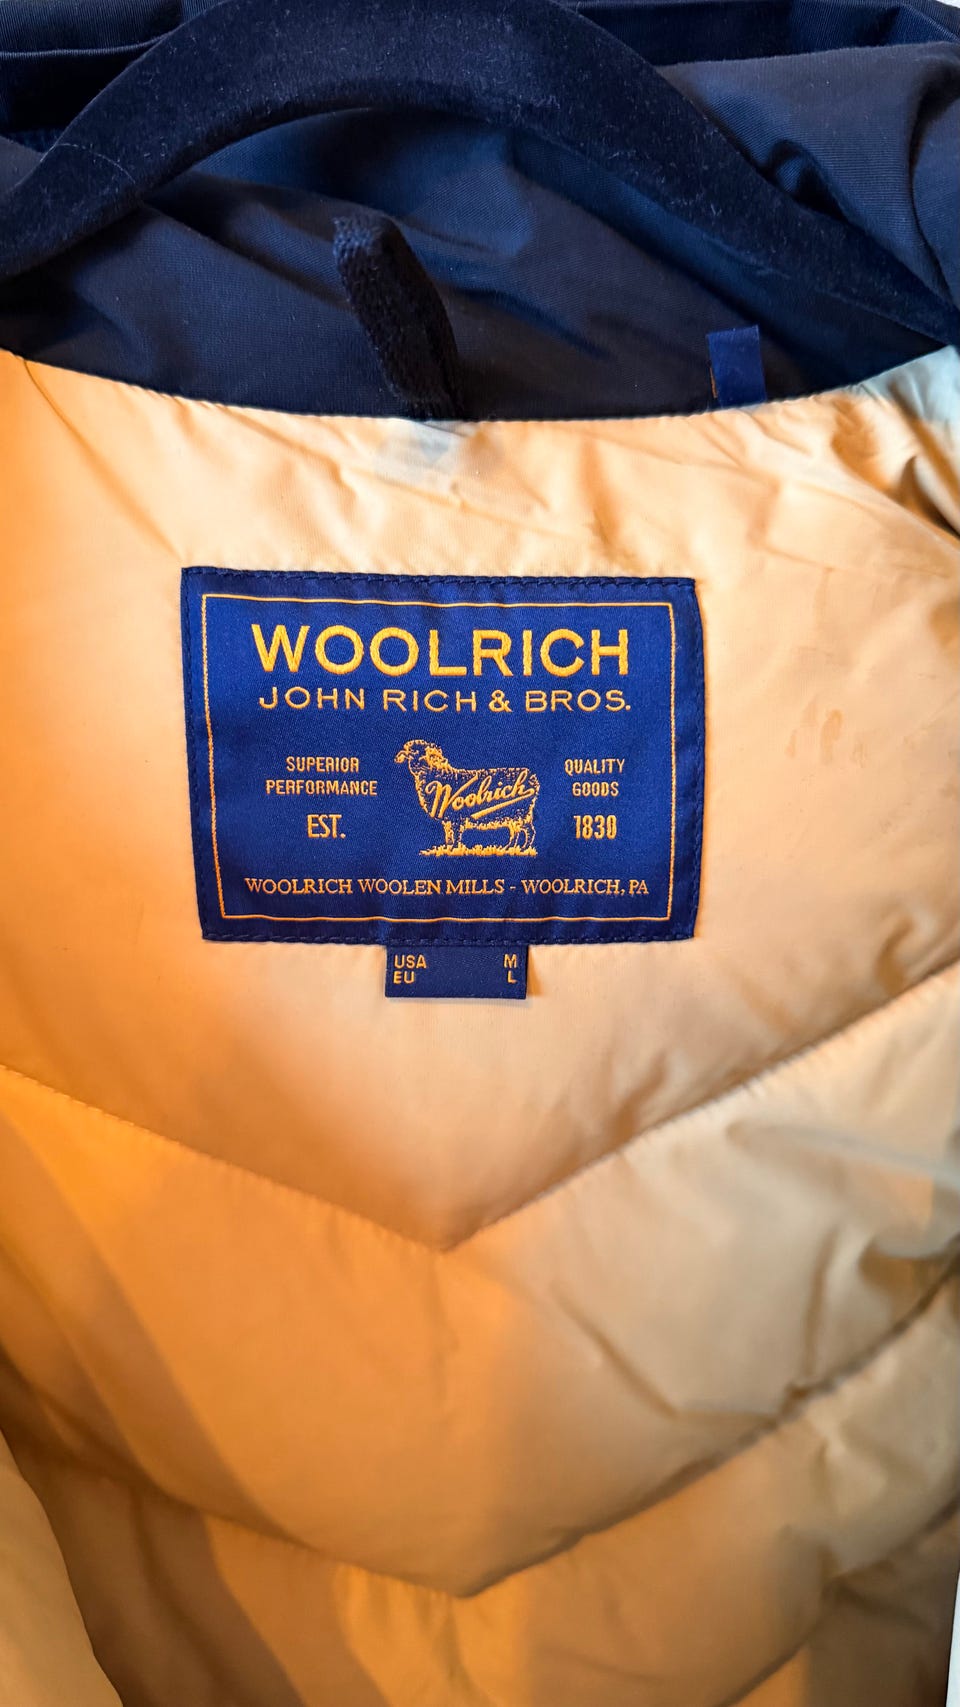 WOOLRICH
JOHN RICH & BROS.
SUPERIOR
PERFORMANCE
EST.
Woolrich
QUALITY
GOODS
1830
WOOLRICH WOOLEN MILLS - WOOLRICH, PA
USA M
EU L